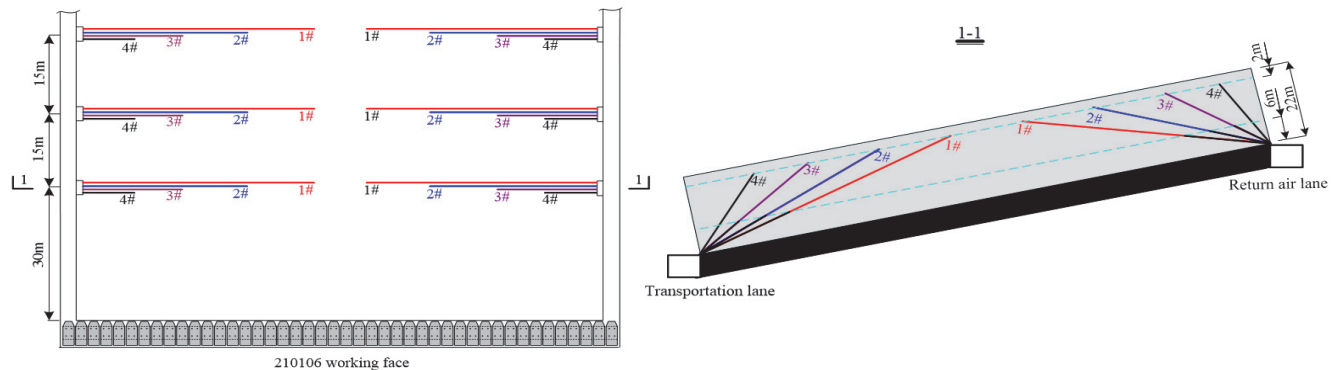 1# 1# 2# 3# 4#
4# 3# 2#
15m
4# 3# 2# 1# 1# 2# 3# 4#
15m
1 1
4# 3# 2# 1# 1# 2# 3# 4#
30m
210106 working face
1-1
2m
6m
22m
4#
3#
2#
1#
1#
2#
3#
4#
Return air lane
Transportation lane